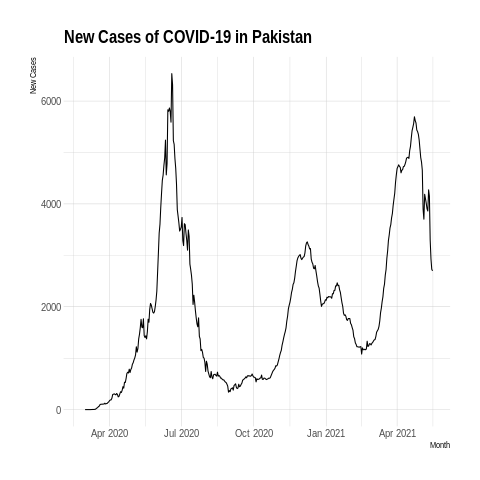 New Cases of COVID-19 in Pakistan
New Cases
6000
4000
2000
0
Apr 2020
Jul 2020
Oct 2020
Jan 2021
Apr 2021
Month